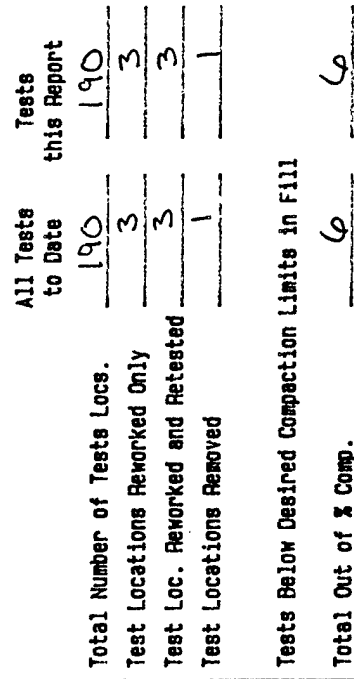 All Tests Tests
to Date this Report
Total Number of Tests Locs. 190 190
Test Locations Reworked Only 3 3
Test Loc. Reworked and Retested 3 3
Test Locations Removed 1 1
Tests Below Desired Compaction Limits in Fill
Total Out of % Comp. 6 6